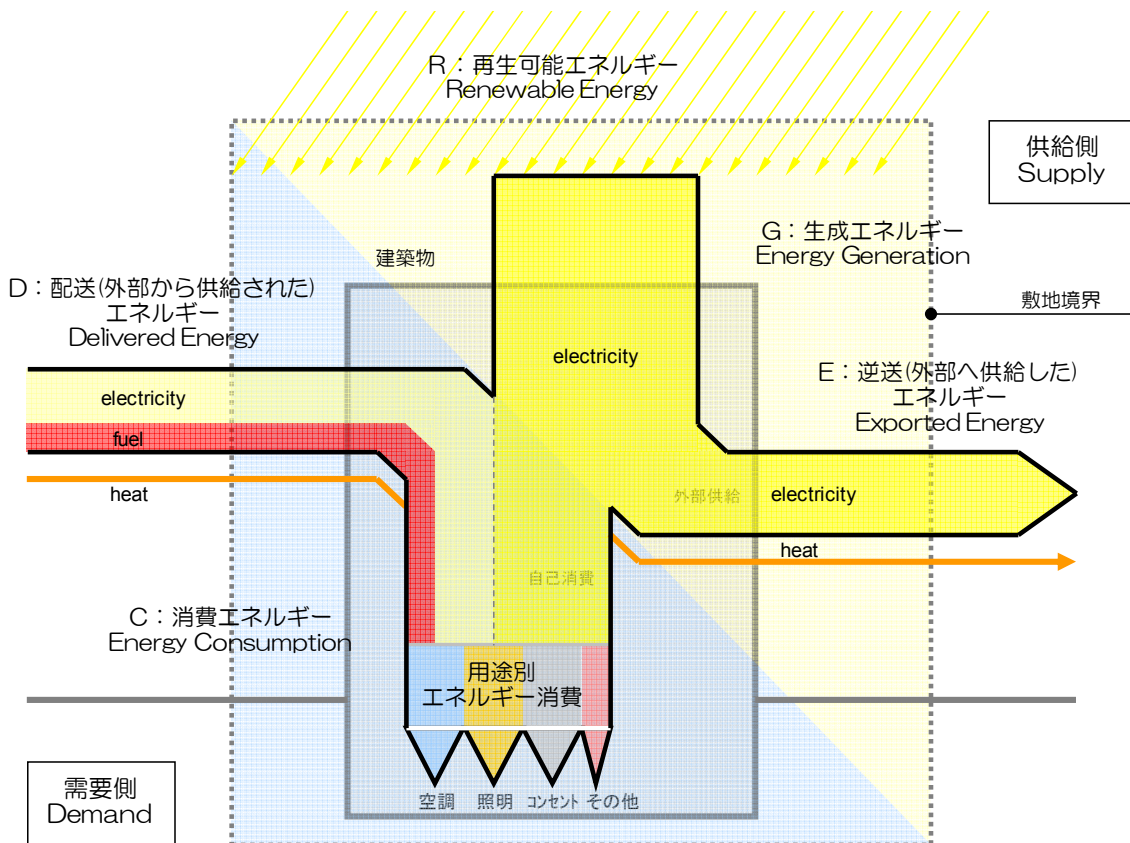 R：再生可能エネルギー
Renewable Energy
供給側
Supply
G：生成エネルギー
Energy Generation
建築物
D：配送(外部から供給された)
エネルギー
Delivered Energy
敷地境界
electricity
E：逆送(外部へ供給した)
エネルギー
Exported Energy
electricity
fuel
heat
外部供給
electricity
heat
自己消費
C：消費エネルギー
Energy Consumption
用途別
エネルギー消費
需要側
Demand
空調
照明
コンセント
その他